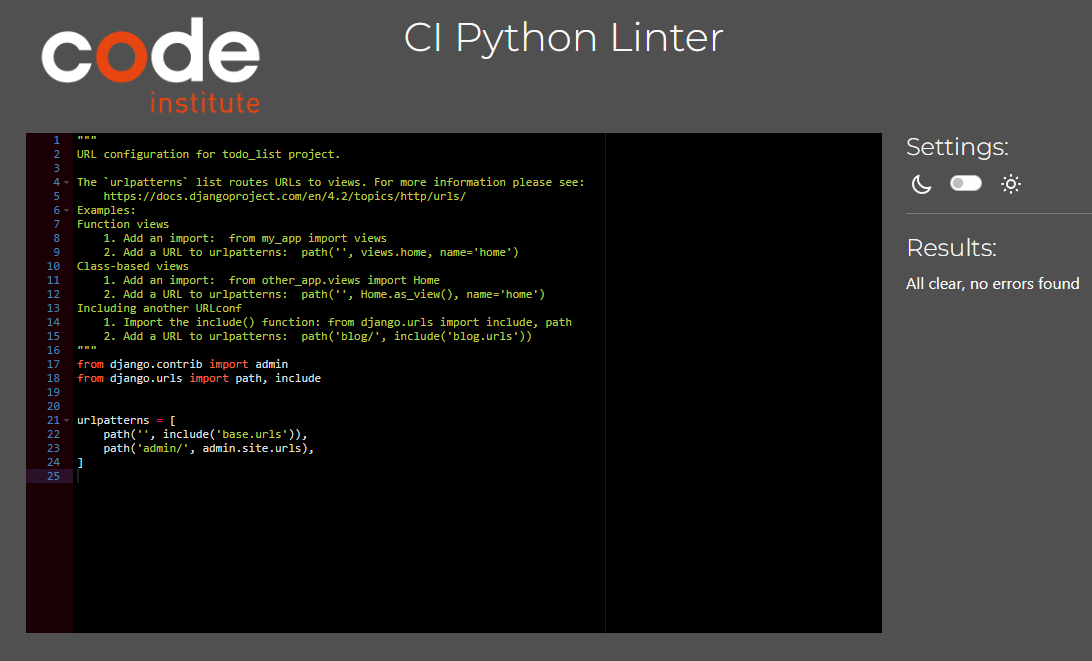 code
institute
CI Python Linter
1 """
2 URL configuration for todo_list project.
3
4 The `urlpatterns` list routes URLs to views. For more information please see:
5     https://docs.djangoproject.com/en/4.2/topics/http/urls/
6 Examples:
7 Function views
8     1. Add an import:  from my_app import views
9     2. Add a URL to urlpatterns:  path('', views.home, name='home')
10 Class-based views
11     1. Add an import:  from other_app.views import Home
12     2. Add a URL to urlpatterns:  path('', Home.as_view(), name='home')
13 Including another URLconf
14     1. Import the include() function: from django.urls import include, path
15     2. Add a URL to urlpatterns:  path('blog/', include('blog.urls'))
16 """
17 from django.contrib import admin
18 from django.urls import path, include
19
20
21 urlpatterns = [
22     path('', include('base.urls')),
23     path('admin/', admin.site.urls),
24 ]
25
Settings:
Results:
All clear, no errors found